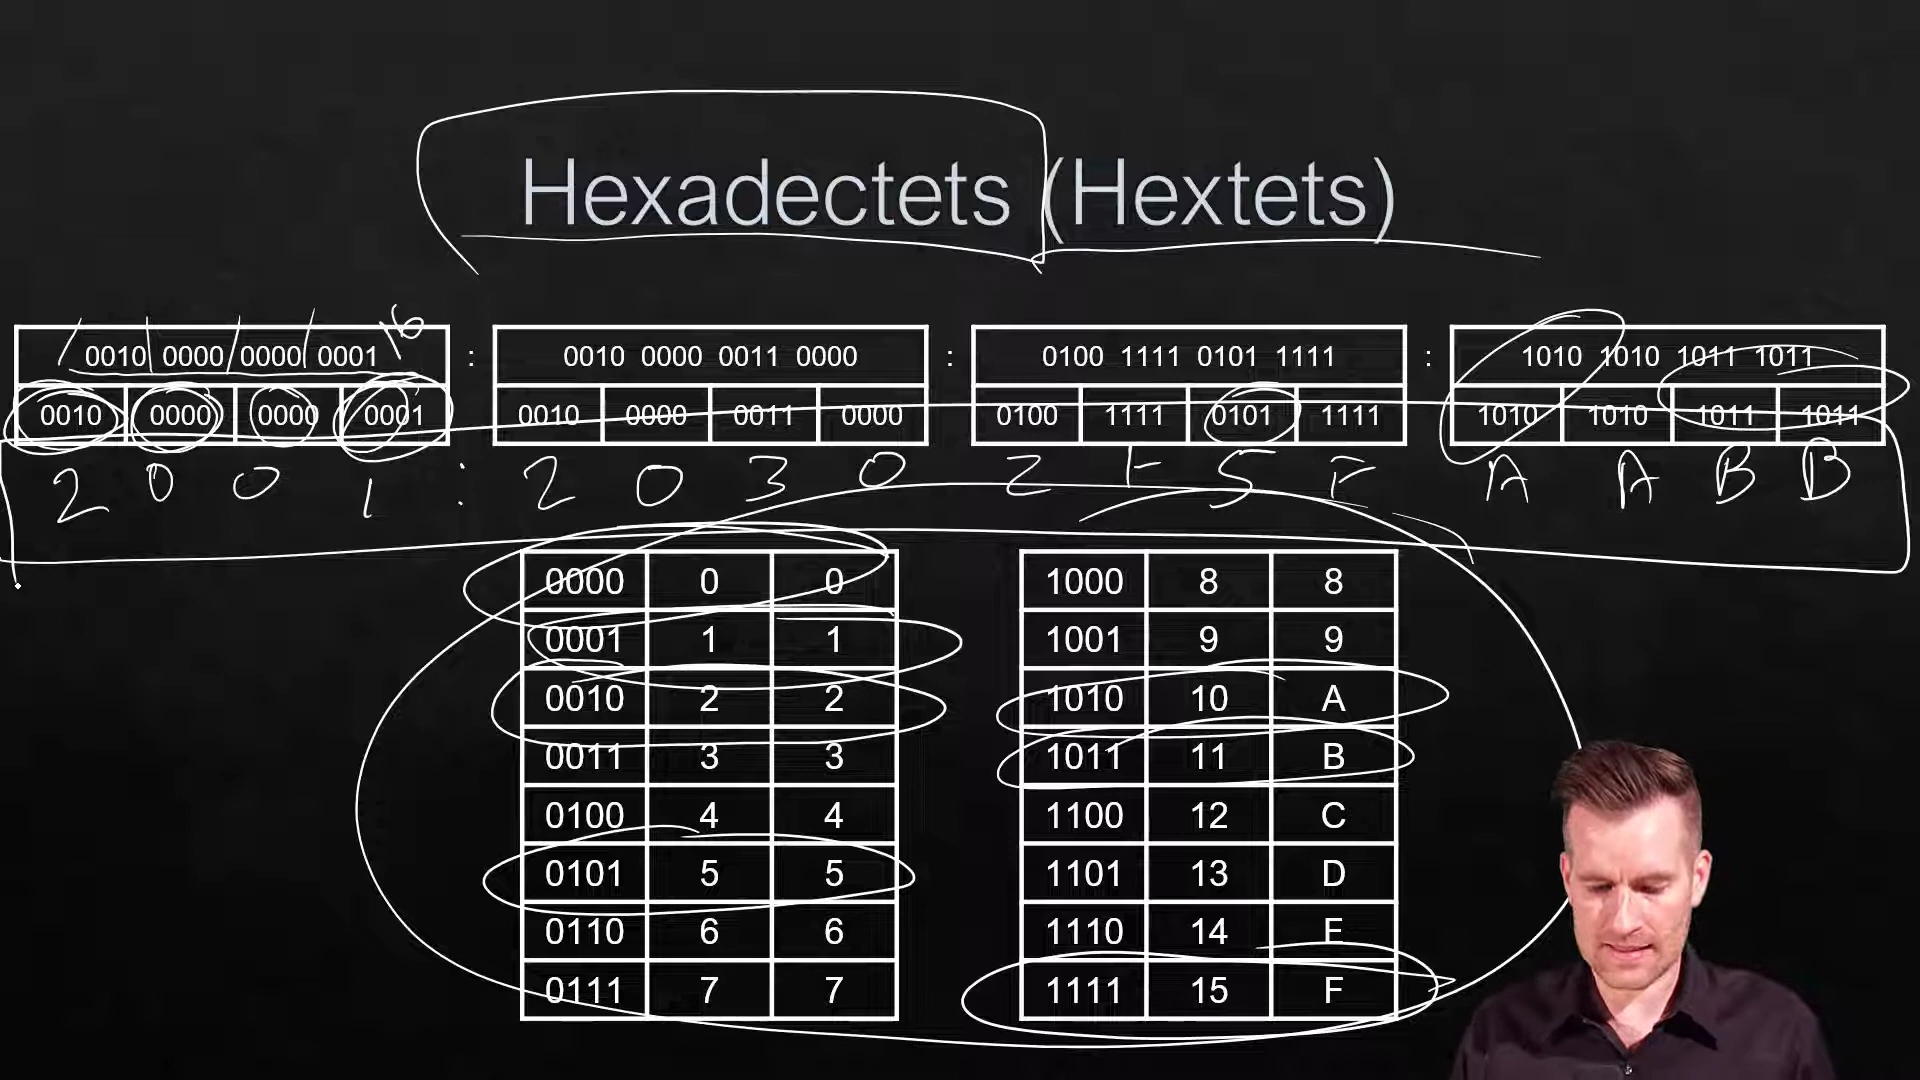 Hexadectets (Hextets)
16
0010 0000 0000 0001 : 0010 0000 0011 0000 : 0100 1111 0101 1111 : 1010 1010 1011 1011
0010 0000 0000 0001 0010 0000 0011 0000 0100 1111 0101 1111 1010 1010 1011 1011
2 0 0 1 : 2 0 3 0 2 F 5 F A A B B
0000 0 0 1000 8 8
0001 1 1 1001 9 9
0010 2 2 1010 10 A
0011 3 3 1011 11 B
0100 4 4 1100 12 C
0101 5 5 1101 13 D
0110 6 6 1110 14 E
0111 7 7 1111 15 F